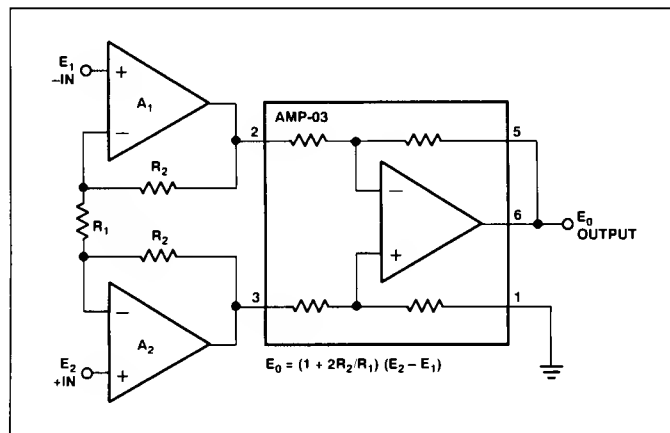 E1
–IN
+
A1
–
R2
R1
R2
–
A2
E2
+IN
+
AMP-03
2
5
–
6
+
3
1
E0
OUTPUT
E0 = (1 + 2R2/R1) (E2 – E1)